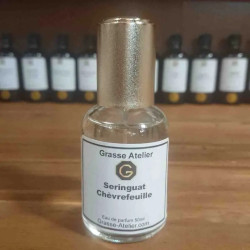 Grasse Atelier
G
Seringuat
Chèvrefeuille
Eau de parfum 50ml
Grasse-Atelier.com